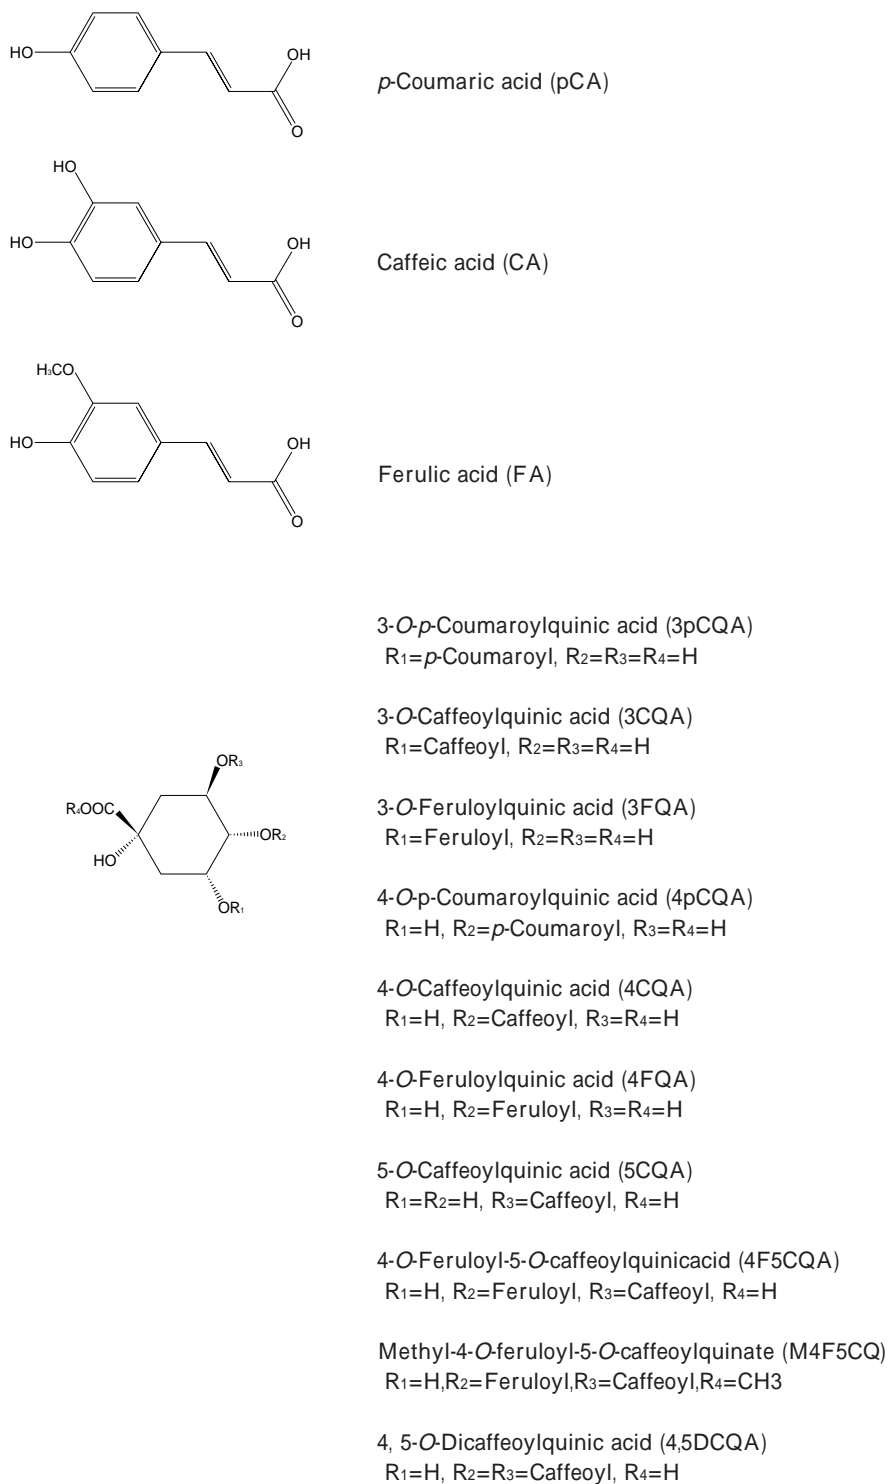 HO
OH
O
p-Coumaric acid (pCA)
HO
HO
OH
O
Caffeic acid (CA)
H₃CO
HO
OH
O
Ferulic acid (FA)
3-O-p-Coumaroylquinic acid (3pCQA)
R₁=p-Coumaroyl, R₂=R₃=R₄=H
3-O-Caffeoylquinic acid (3CQA)
R₁=Caffeoyl, R₂=R₃=R₄=H
OR₃
R₄OOC
OR₂
HO
OR₁
3-O-Feruloylquinic acid (3FQA)
R₁=Feruloyl, R₂=R₃=R₄=H
4-O-p-Coumaroylquinic acid (4pCQA)
R₁=H, R₂=p-Coumaroyl, R₃=R₄=H
4-O-Caffeoylquinic acid (4CQA)
R₁=H, R₂=Caffeoyl, R₃=R₄=H
4-O-Feruloylquinic acid (4FQA)
R₁=H, R₂=Feruloyl, R₃=R₄=H
5-O-Caffeoylquinic acid (5CQA)
R₁=R₂=H, R₃=Caffeoyl, R₄=H
4-O-Feruloyl-5-O-caffeoylquinicacid (4F5CQA)
R₁=H, R₂=Feruloyl, R₃=Caffeoyl, R₄=H
Methyl-4-O-feruloyl-5-O-caffeoylquinate (M4F5CQ)
R₁=H,R₂=Feruloyl,R₃=Caffeoyl,R₄=CH3
4, 5-O-Dicaffeoylquinic acid (4,5DCQA)
R₁=H, R₂=R₃=Caffeoyl, R₄=H